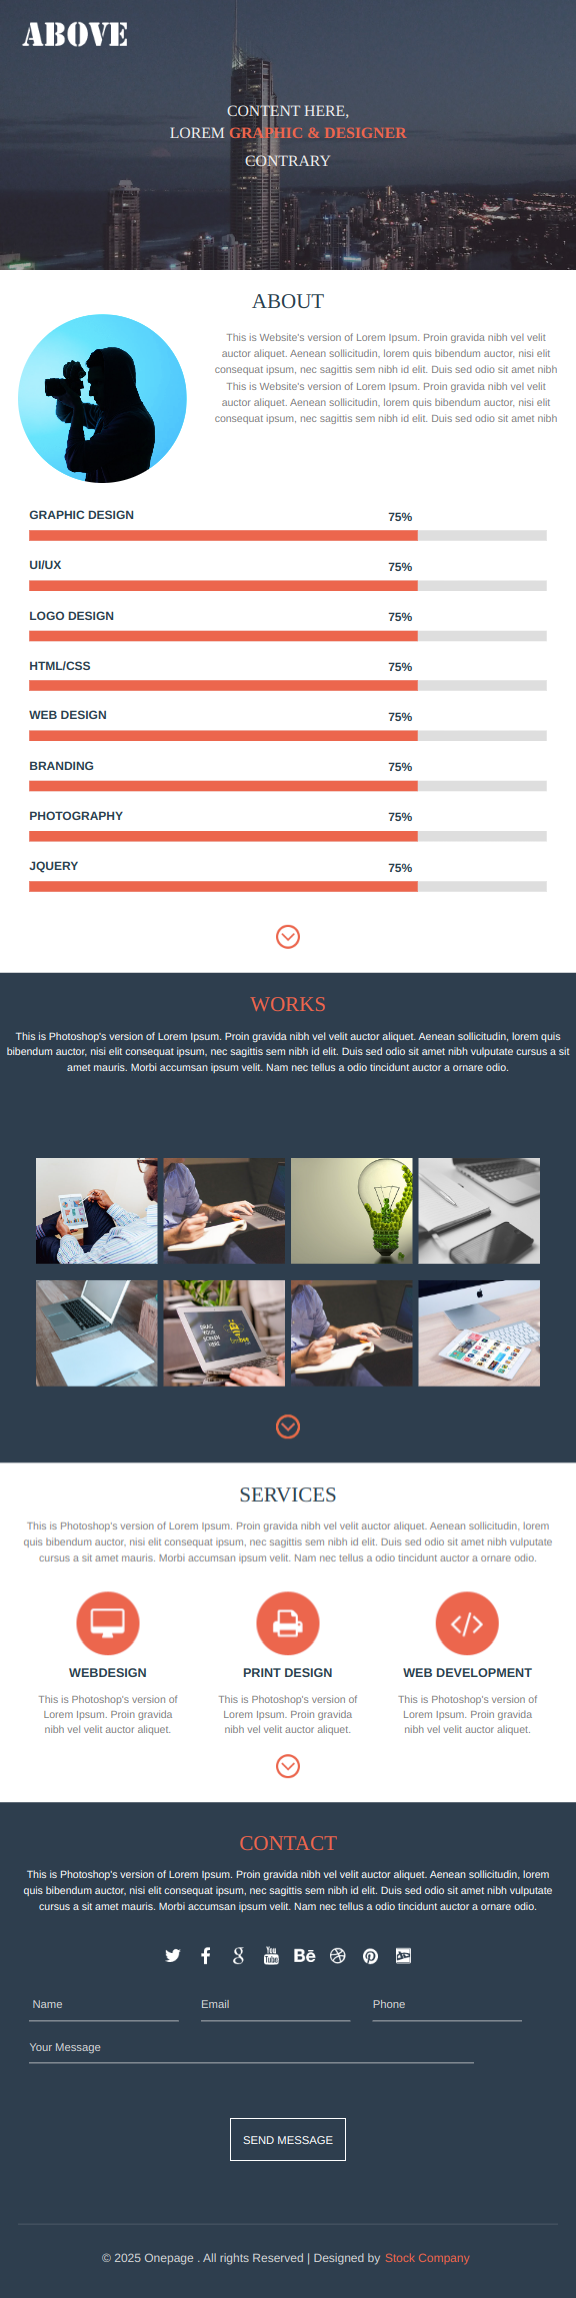 ABOVE
CONTENT HERE,
LOREM GRAPHIC & DESIGNER
CONTRARY
ABOUT
This is Website's version of Lorem Ipsum. Proin gravida nibh vel velit
auctor aliquet. Aenean sollicitudin, lorem quis bibendum auctor, nisi elit
consequat ipsum, nec sagittis sem nibh id elit. Duis sed odio sit amet nibh
This is Website's version of Lorem Ipsum. Proin gravida nibh vel velit
auctor aliquet. Aenean sollicitudin, lorem quis bibendum auctor, nisi elit
consequat ipsum, nec sagittis sem nibh id elit. Duis sed odio sit amet nibh
GRAPHIC DESIGN 75%
UI/UX 75%
LOGO DESIGN 75%
HTML/CSS 75%
WEB DESIGN 75%
BRANDING 75%
PHOTOGRAPHY 75%
JQUERY 75%
WORKS
This is Photoshop's version of Lorem Ipsum. Proin gravida nibh vel velit auctor aliquet. Aenean sollicitudin, lorem quis
bibendum auctor, nisi elit consequat ipsum, nec sagittis sem nibh id elit. Duis sed odio sit amet nibh vulputate cursus a sit
amet mauris. Morbi accumsan ipsum velit. Nam nec tellus a odio tincidunt auctor a ornare odio.
DRAG
YOUR
SCREEN
HERE
SERVICES
This is Photoshop's version of Lorem Ipsum. Proin gravida nibh vel velit auctor aliquet. Aenean sollicitudin, lorem
quis bibendum auctor, nisi elit consequat ipsum, nec sagittis sem nibh id elit. Duis sed odio sit amet nibh vulputate
cursus a sit amet mauris. Morbi accumsan ipsum velit. Nam nec tellus a odio tincidunt auctor a ornare odio.
WEBDESIGN
This is Photoshop's version of
Lorem Ipsum. Proin gravida
nibh vel velit auctor aliquet.
PRINT DESIGN
This is Photoshop's version of
Lorem Ipsum. Proin gravida
nibh vel velit auctor aliquet.
WEB DEVELOPMENT
This is Photoshop's version of
Lorem Ipsum. Proin gravida
nibh vel velit auctor aliquet.
CONTACT
This is Photoshop's version of Lorem Ipsum. Proin gravida nibh vel velit auctor aliquet. Aenean sollicitudin, lorem
quis bibendum auctor, nisi elit consequat ipsum, nec sagittis sem nibh id elit. Duis sed odio sit amet nibh vulputate
cursus a sit amet mauris. Morbi accumsan ipsum velit. Nam nec tellus a odio tincidunt auctor a ornare odio.
You Tube
Name Email Phone
Your Message
SEND MESSAGE
© 2025 Onepage . All rights Reserved | Designed by Stock Company